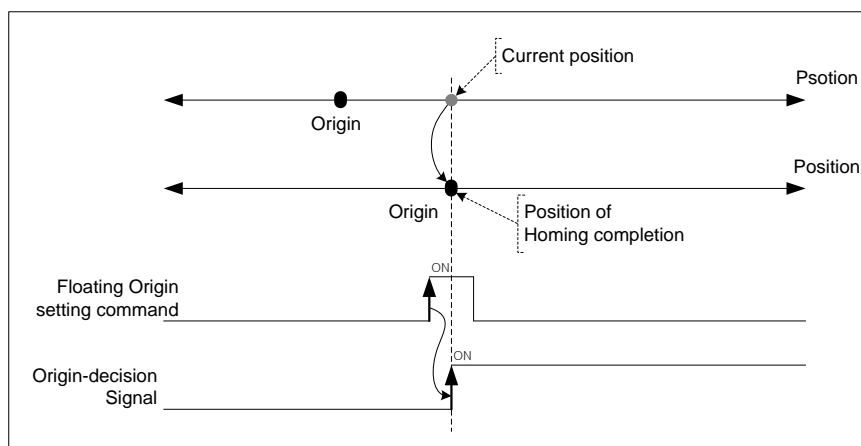 Current position
Psotion
Origin
Position
Origin
Position of
Homing completion
ON
Floating Origin
setting command
ON
Origin-decision
Signal